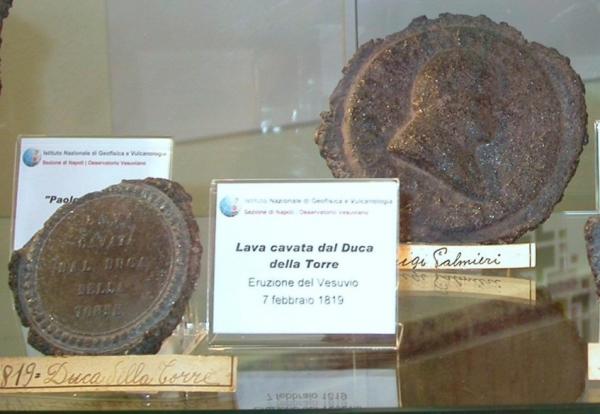 Istituto Nazionale di Geofisica e Vulcanologia
Sezione di Napoli | Osservatorio Vesuviano
"Paolo
CAVATA
DAL DUCA
DELLA
TORRE
1819= Duca della Torre
Istituto Nazionale di Geofisica e Vulcanologia
Sezione di Napoli | Osservatorio Vesuviano
Lava cavata dal Duca
della Torre
Eruzione del Vesuvio
7 febbraio 1819
Luigi Palmieri